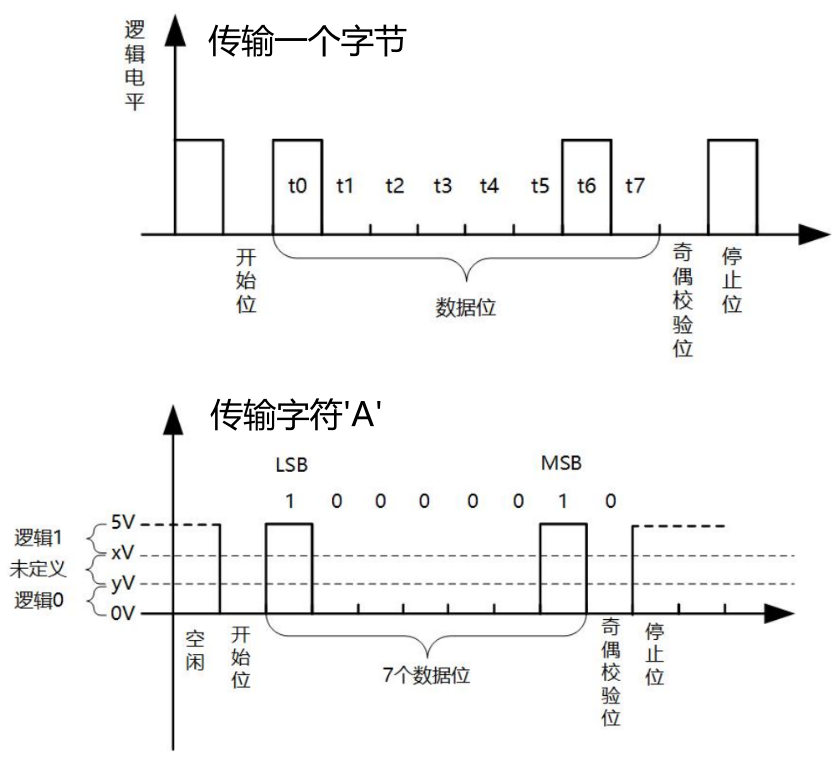 传输一个字节
逻辑电平
t0 t1 t2 t3 t4 t5 t6 t7
开始位
数据位
奇偶校验位
停止位
传输字符'A'
LSB MSB
1 0 0 0 0 0 1 0
5V
逻辑1
xV
未定义
yV
逻辑0
0V
空闲
开始位
7个数据位
奇偶校验位
停止位